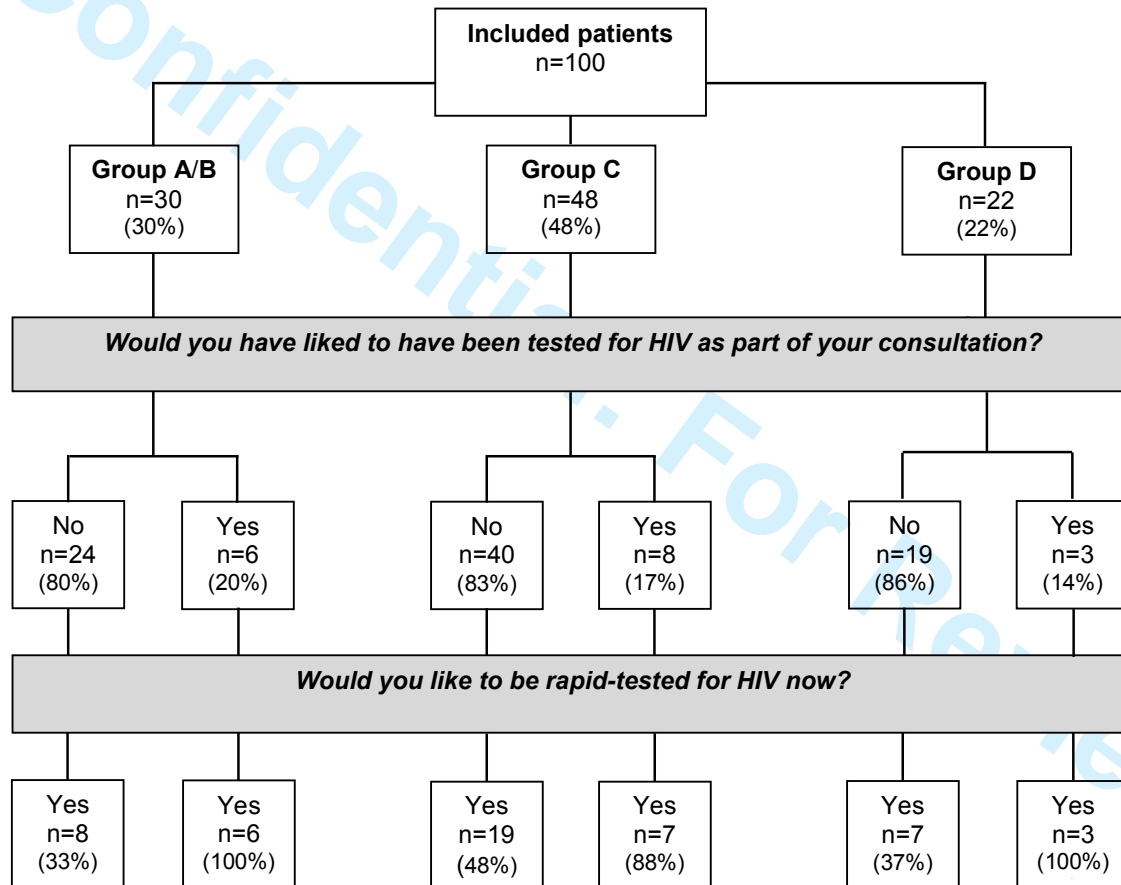 Confidential: For Review
Included patients
n=100
Group A/B
n=30
(30%)
Group C
n=48
(48%)
Group D
n=22
(22%)
Would you have liked to have been tested for HIV as part of your consultation?
No
n=24
(80%)
Yes
n=6
(20%)
No
n=40
(83%)
Yes
n=8
(17%)
No
n=19
(86%)
Yes
n=3
(14%)
Would you like to be rapid-tested for HIV now?
Yes
n=8
(33%)
Yes
n=6
(100%)
Yes
n=19
(48%)
Yes
n=7
(88%)
Yes
n=7
(37%)
Yes
n=3
(100%)